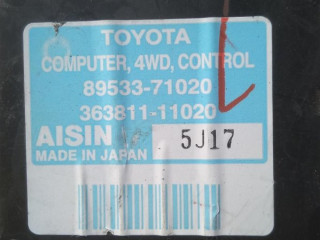 TOYOTA
COMPUTER, 4WD, CONTROL
89533-71020
363811-11020
AISIN 5J17
MADE IN JAPAN